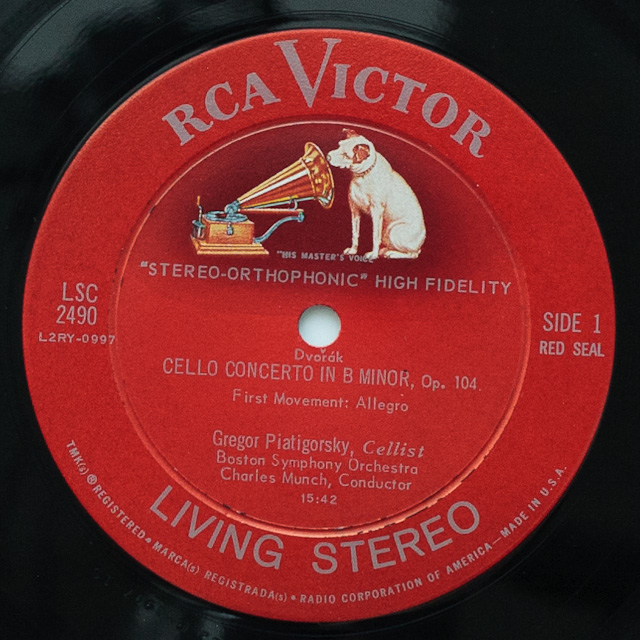 RCA VICTOR
"HIS MASTER'S VOICE"
"STEREO-ORTHOPHONIC" HIGH FIDELITY
LSC
2490
L2RY-0997
SIDE 1
RED SEAL
Dvořák
CELLO CONCERTO IN B MINOR, Op. 104
First Movement: Allegro
Gregor Piatigorsky, Cellist
Boston Symphony Orchestra
Charles Munch, Conductor
15:42
LIVING STEREO
TMK(s) ® REGISTERED • MARCA(s) REGISTRADA(s) • RADIO CORPORATION OF AMERICA—MADE IN U.S.A.